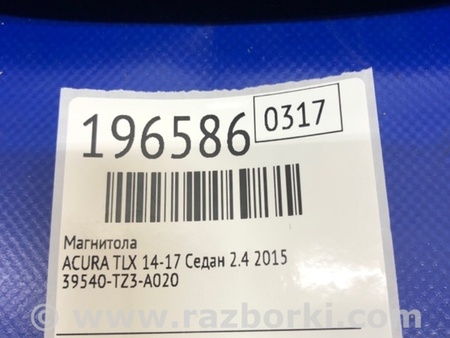 196586 0317
Магнитола
ACURA TLX 14-17 Седан 2.4 2015
39540-TZ3-A020
www.razborki.com